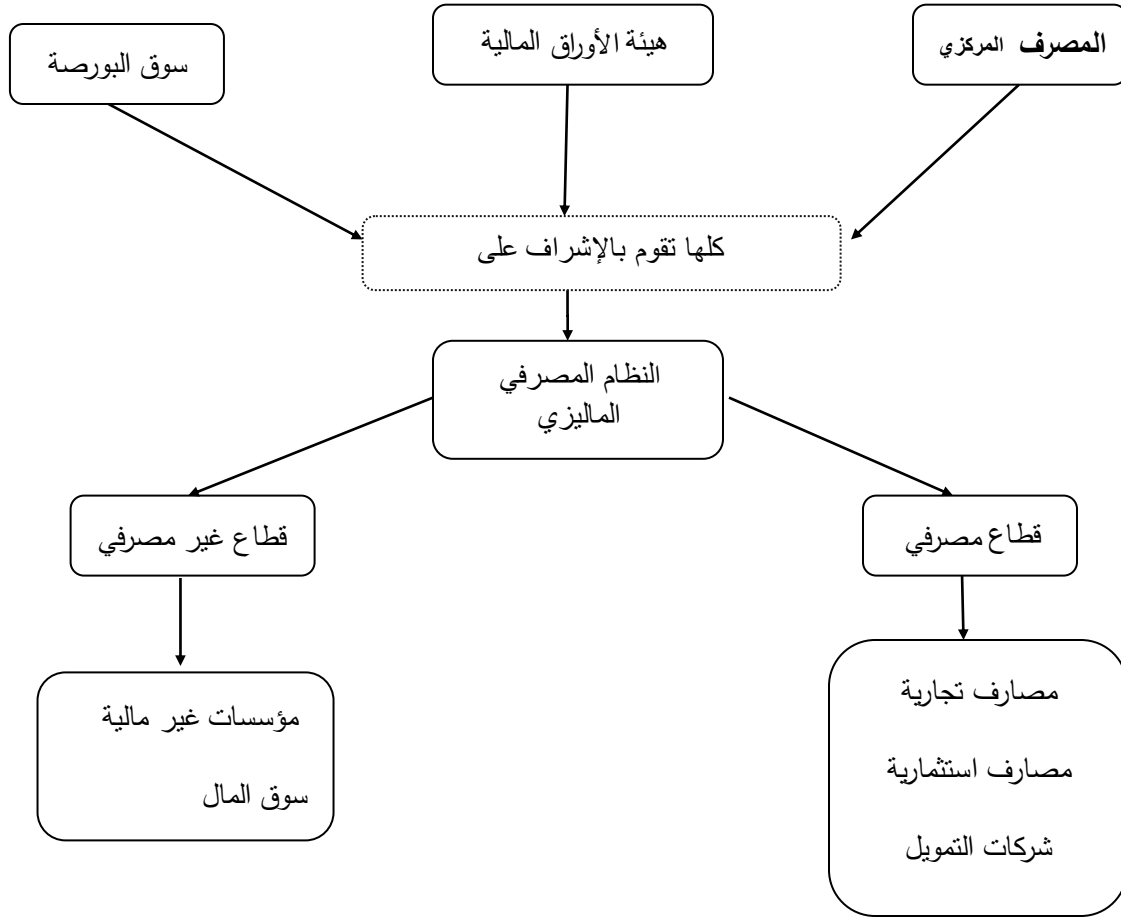 المصرف المركزي
هيئة الأوراق المالية
سوق البورصة
كلها تقوم بالإشراف على
النظام المصرفي
الماليزي
قطاع مصرفي
قطاع غير مصرفي
مصارف تجارية
مصارف استثمارية
شركات التمويل
مؤسسات غير مالية
سوق المال